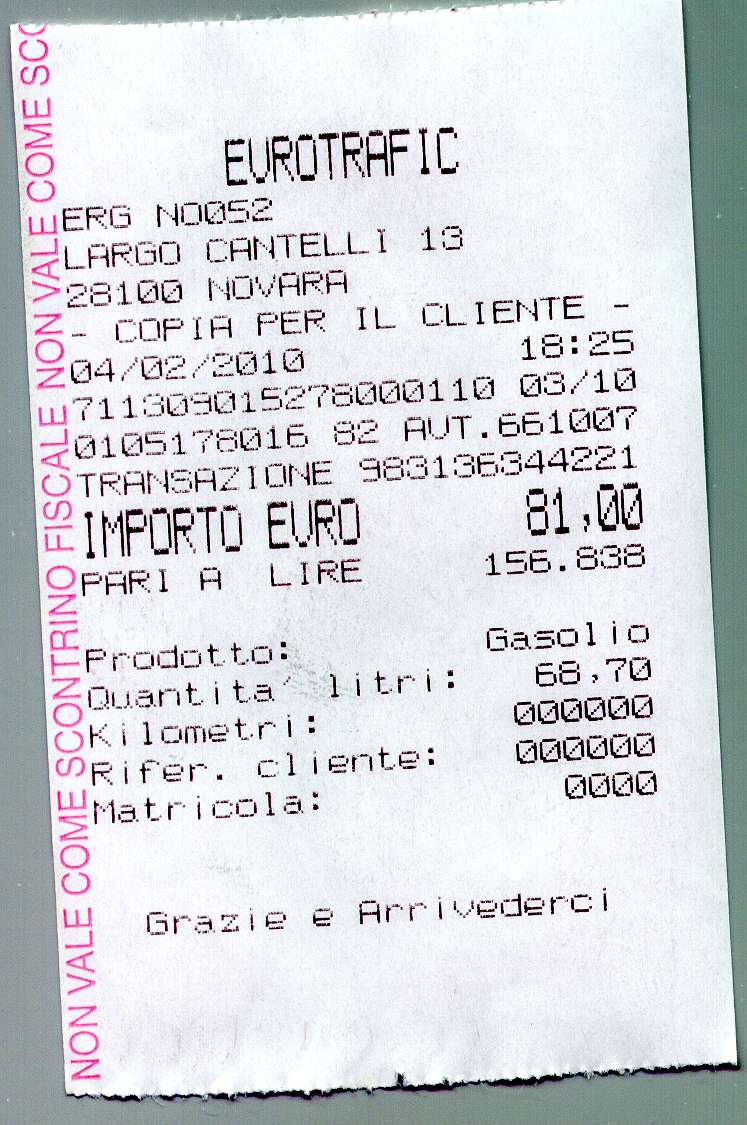 EUROTRAFIC
ERG NO052
LARGO CANTELLI 13
28100 NOVARA
- COPIA PER IL CLIENTE -
04/02/2010 18:25
711309015278000110 03/10
0105178016 82 AUT.661007
TRANSAZIONE 983136344221
IMPORTO EURO 81,00
PARI A LIRE 156.838
Prodotto: Gasolio
Quantita' litri: 68,70
Kilometri: 000000
Rifer. cliente: 000000
Matricola: 0000
Grazie e Arrivederci
NON VALE COME SCONTRINO FISCALE NON VALE COME SCO